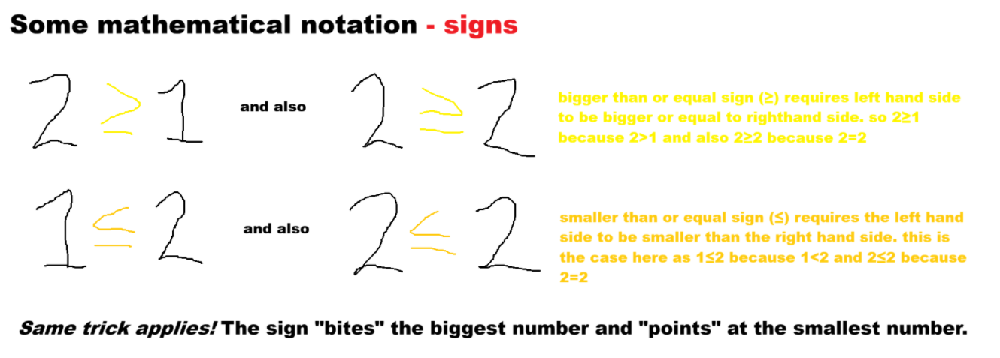 Some mathematical notation - signs
2 ≥ 1 and also 2 ≥ 2
bigger than or equal sign (≥) requires left hand side
to be bigger or equal to righthand side. so 2≥1
because 2>1 and also 2≥2 because 2=2
1 ≤ 2 and also 2 ≤ 2
smaller than or equal sign (≤) requires the left hand
side to be smaller than the right hand side. this is
the case here as 1≤2 because 1<2 and 2≤2 because
2=2
Same trick applies! The sign "bites" the biggest number and "points" at the smallest number.